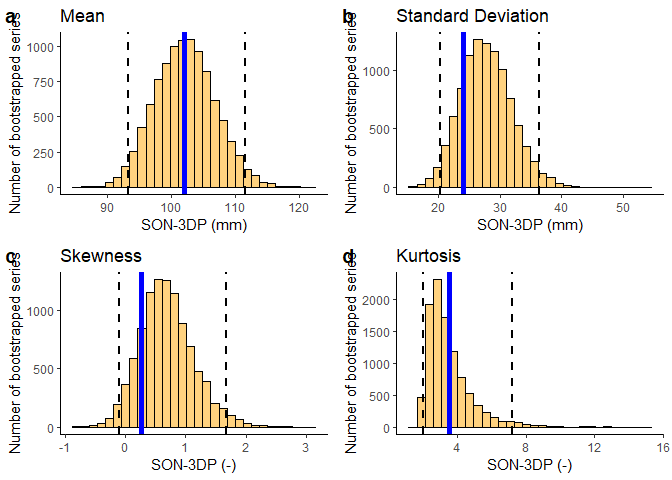 a Mean
Number of bootstrapped series
1000
750
500
250
0
90 100 110 120
SON-3DP (mm)
b Standard Deviation
Number of bootstrapped series
1000
500
0
20 30 40 50
SON-3DP (mm)
c Skewness
Number of bootstrapped series
1000
500
0
-1 0 1 2 3
SON-3DP (-)
d Kurtosis
Number of bootstrapped series
2000
1500
1000
500
0
4 8 12 16
SON-3DP (-)